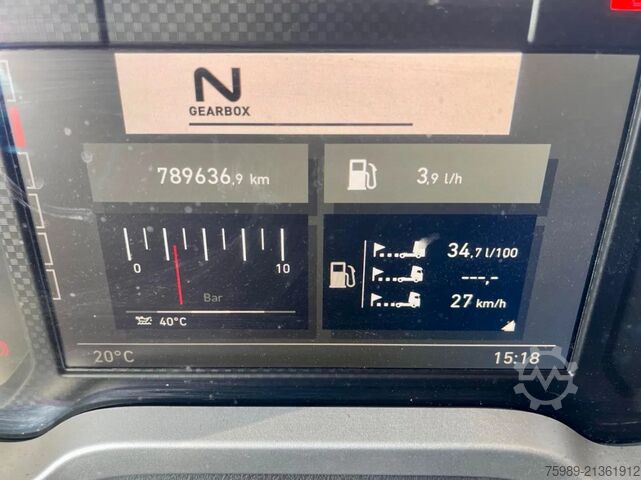 N
GEARBOX
789636,9 km
3,9 l/h
0
10
Bar
40°C
34,7 l/100
---,-
27 km/h
20°C
15:18
75989-21361912